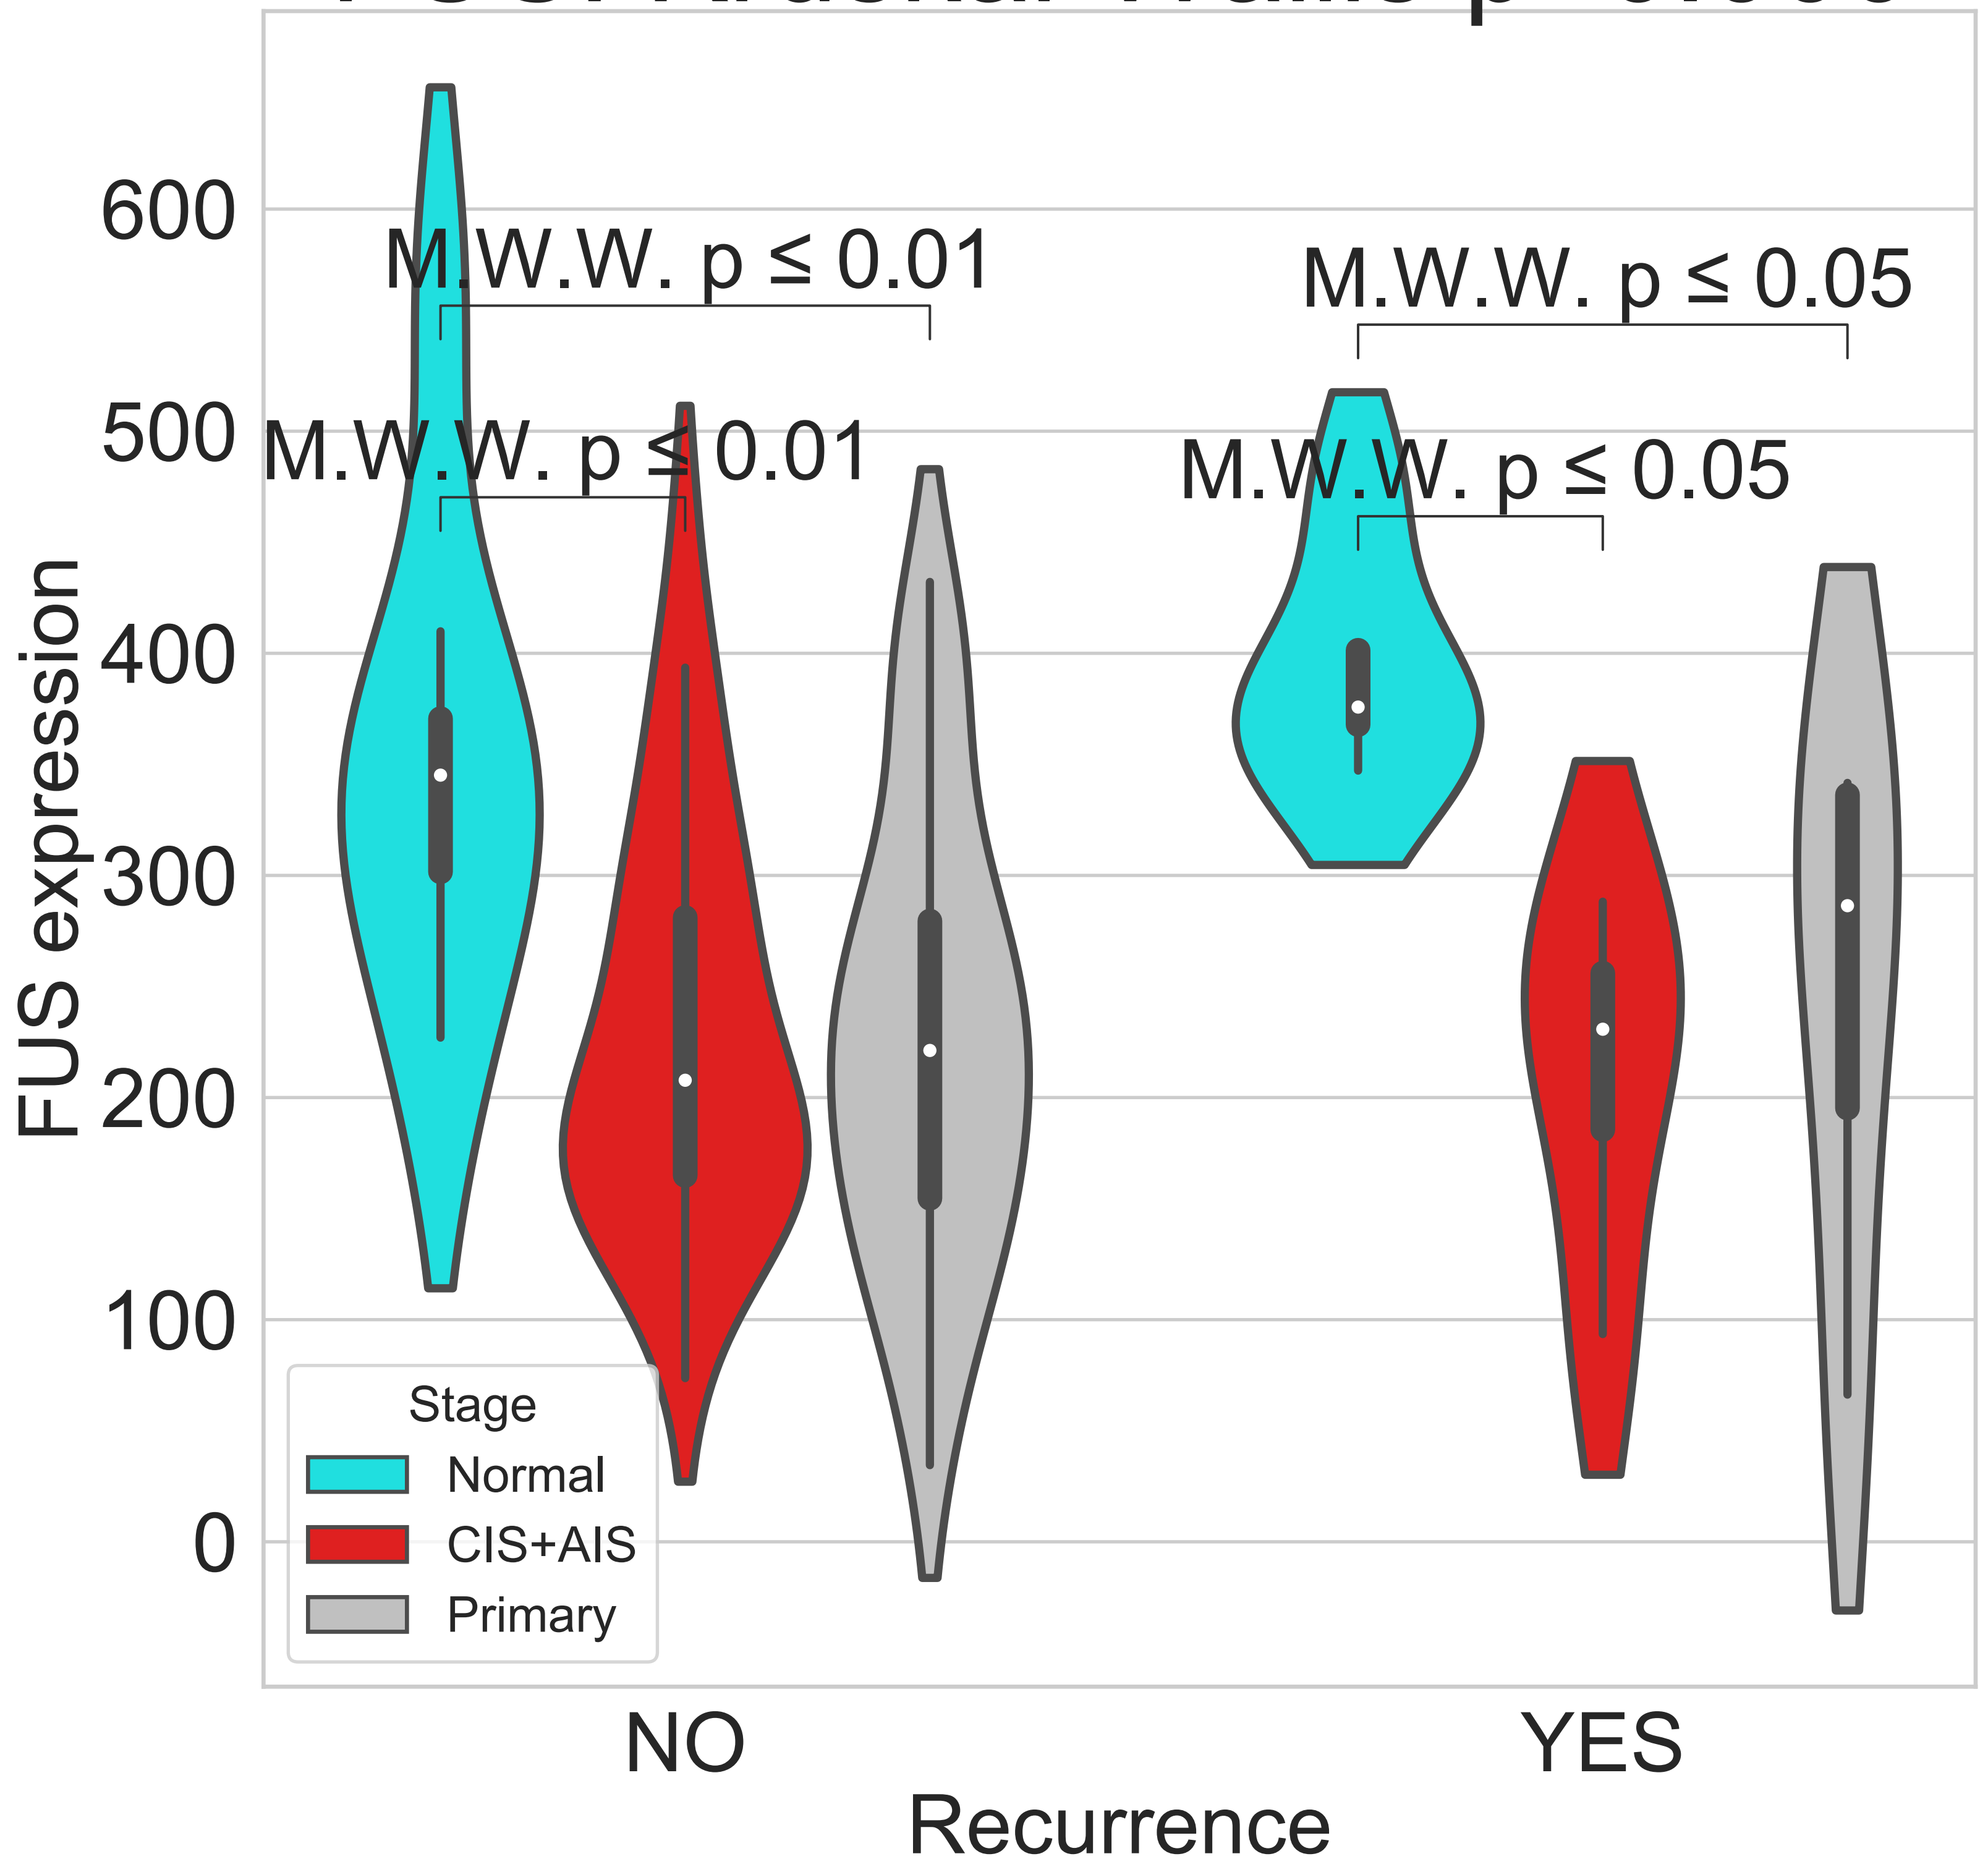 M.W.W. p ≤ 0.01
M.W.W. p ≤ 0.05
M.W.W. p ≤ 0.01
M.W.W. p ≤ 0.05
600
500
400
300
200
100
0
FUS expression
Stage
Normal
CIS+AIS
Primary
NO
YES
Recurrence